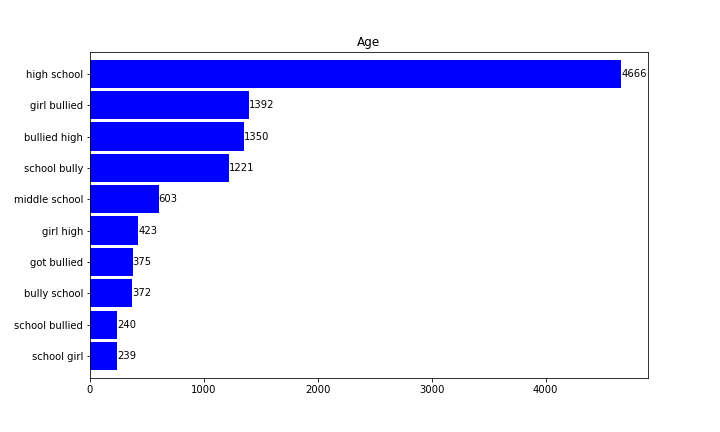 Age
high school 4666
girl bullied 1392
bullied high 1350
school bully 1221
middle school 603
girl high 423
got bullied 375
bully school 372
school bullied 240
school girl 239
0 1000 2000 3000 4000